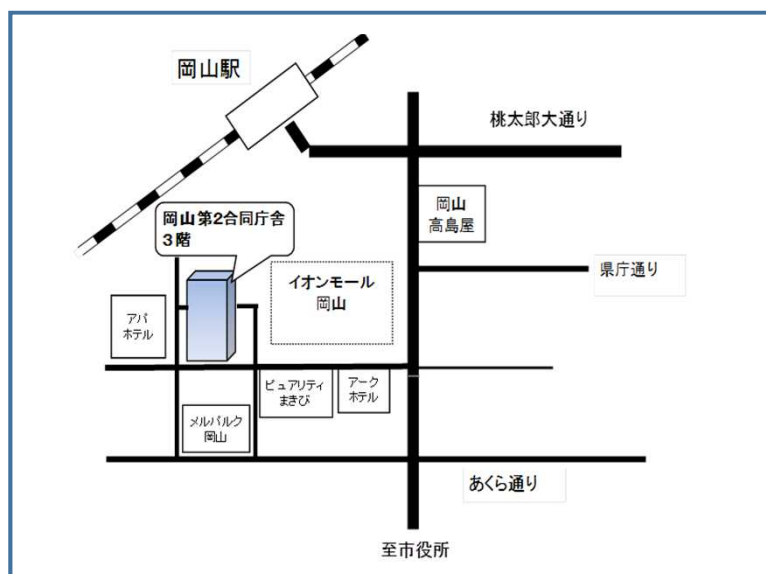 岡山駅
桃太郎大通り
岡山
高島屋
岡山第2合同庁舎
3階
県庁通り
イオンモール
岡山
アパ
ホテル
ピュアリティ
まきび
アーク
ホテル
メルパルク
岡山
あくら通り
至市役所